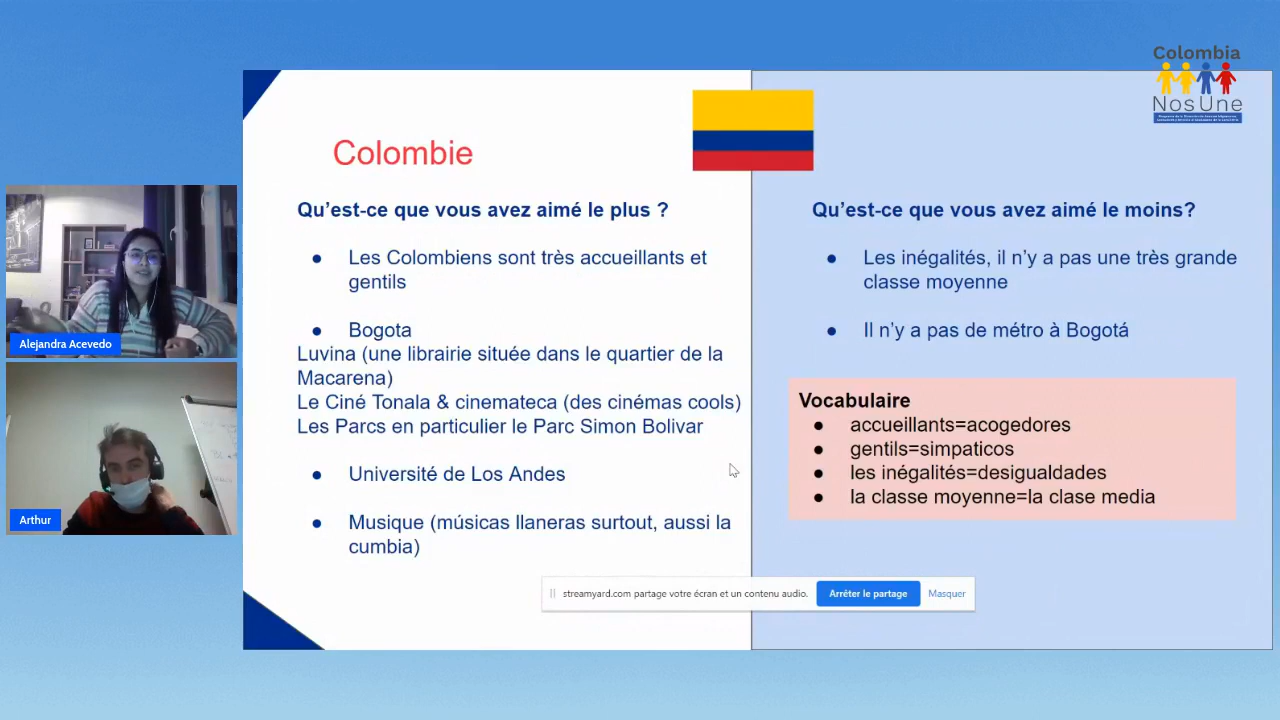 Colombia
NosUne
Colombie
Qu'est-ce que vous avez aimé le plus ?
● Les Colombiens sont très accueillants et
gentils
● Bogota
Luvina (une librairie située dans le quartier de la
Macarena)
Le Ciné Tonala & cinemateca (des cinémas cools)
Les Parcs en particulier le Parc Simon Bolivar
● Université de Los Andes
● Musique (músicas llaneras surtout, aussi la
cumbia)
Qu'est-ce que vous avez aimé le moins?
● Les inégalités, il n'y a pas une très grande
classe moyenne
● Il n'y a pas de métro à Bogotá
Vocabulaire
● accueillants=acogedores
● gentils=simpaticos
● les inégalités=desigualdades
● la classe moyenne=la clase media
streamyard.com partage votre écran et un contenu audio.
Arrêter le partage
Masquer
Alejandra Acevedo
Arthur